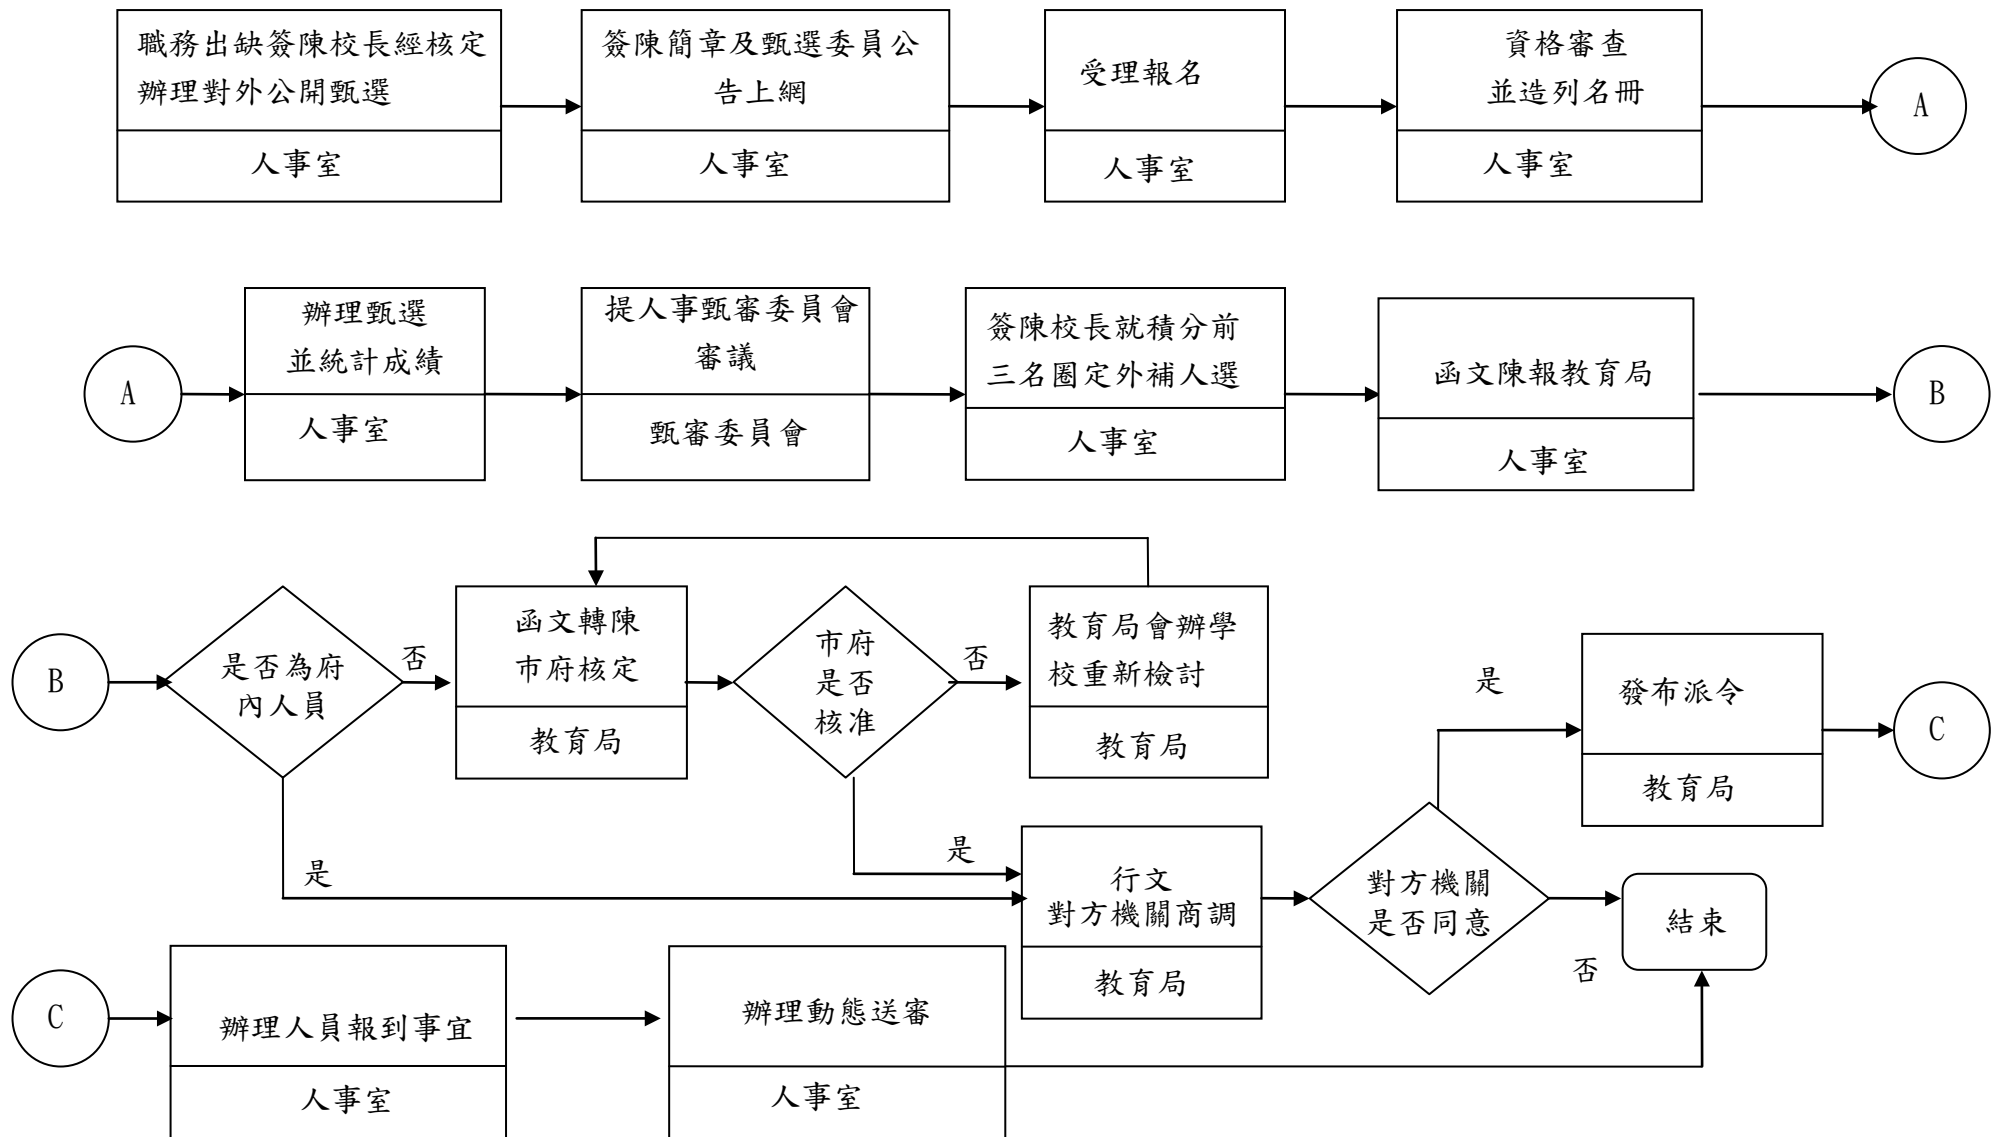 職務出缺簽陳校長經核定
辦理對外公開甄選
人事室
簽陳簡章及甄選委員公
告上網
人事室
受理報名
人事室
資格審查
並造列名冊
人事室
A
A
辦理甄選
並統計成績
人事室
提人事甄審委員會
審議
甄審委員會
簽陳校長就積分前
三名圈定外補人選
人事室
函文陳報教育局
人事室
B
B
是否為府
內人員
否
是
函文轉陳
市府核定
教育局
市府
是否
核准
否
是
教育局會辦學
校重新檢討
教育局
行文
對方機關商調
教育局
對方機關
是否同意
是
否
發布派令
教育局
C
結束
C
辦理人員報到事宜
人事室
辦理動態送審
人事室